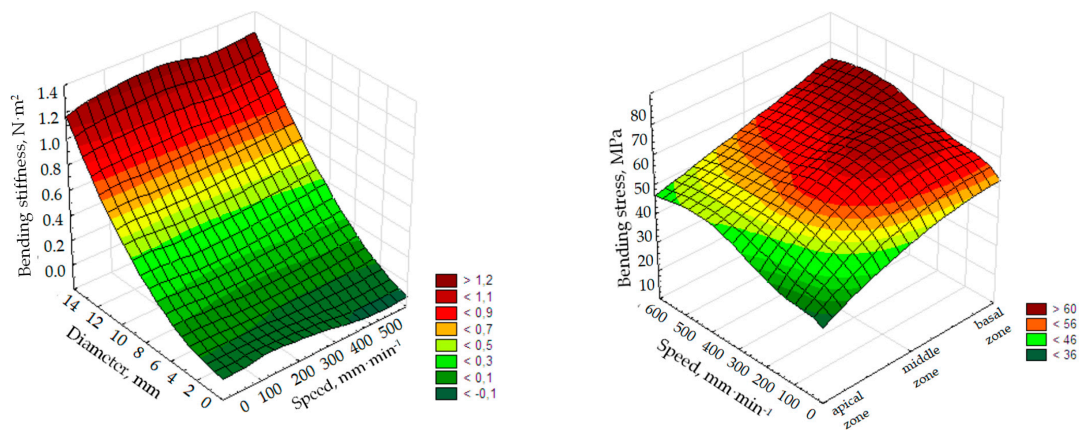 Bending stiffness, N·m²
1.4
1.2
1.0
0.8
0.6
0.4
0.2
0.0
14 12 10 8 6 4 2 0
Diameter, mm
0 100 200 300 400 500
Speed, mm·min⁻¹
> 1,2
< 1,1
< 0,9
< 0,7
< 0,5
< 0,3
< 0,1
< -0,1
Bending stress, MPa
80
70
60
50
40
30
20
10
600 500 400 300 200 100 0
Speed, mm·min⁻¹
apical
zone
middle
zone
basal
zone
> 60
< 56
< 46
< 36